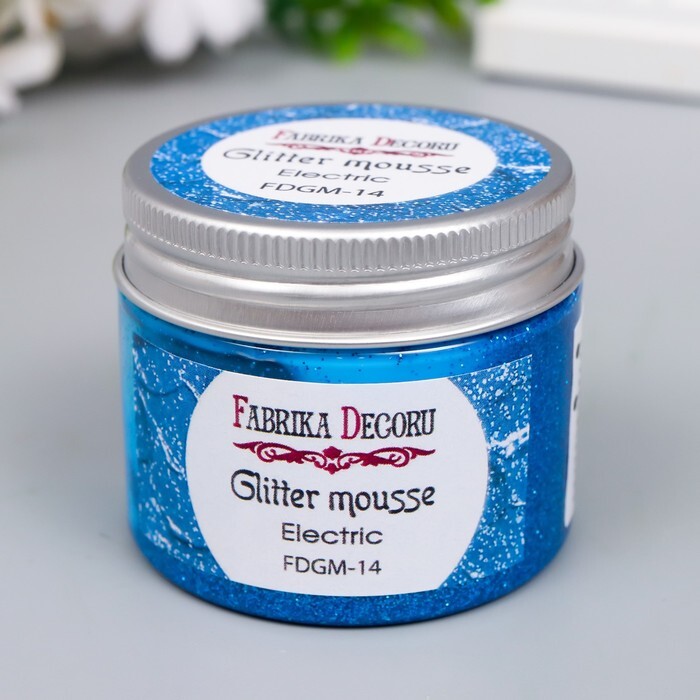 FABRIKA DECORU
Glitter mousse
Electric
FDGM-14
FABRIKA DECORU
Glitter mousse
Electric
FDGM-14